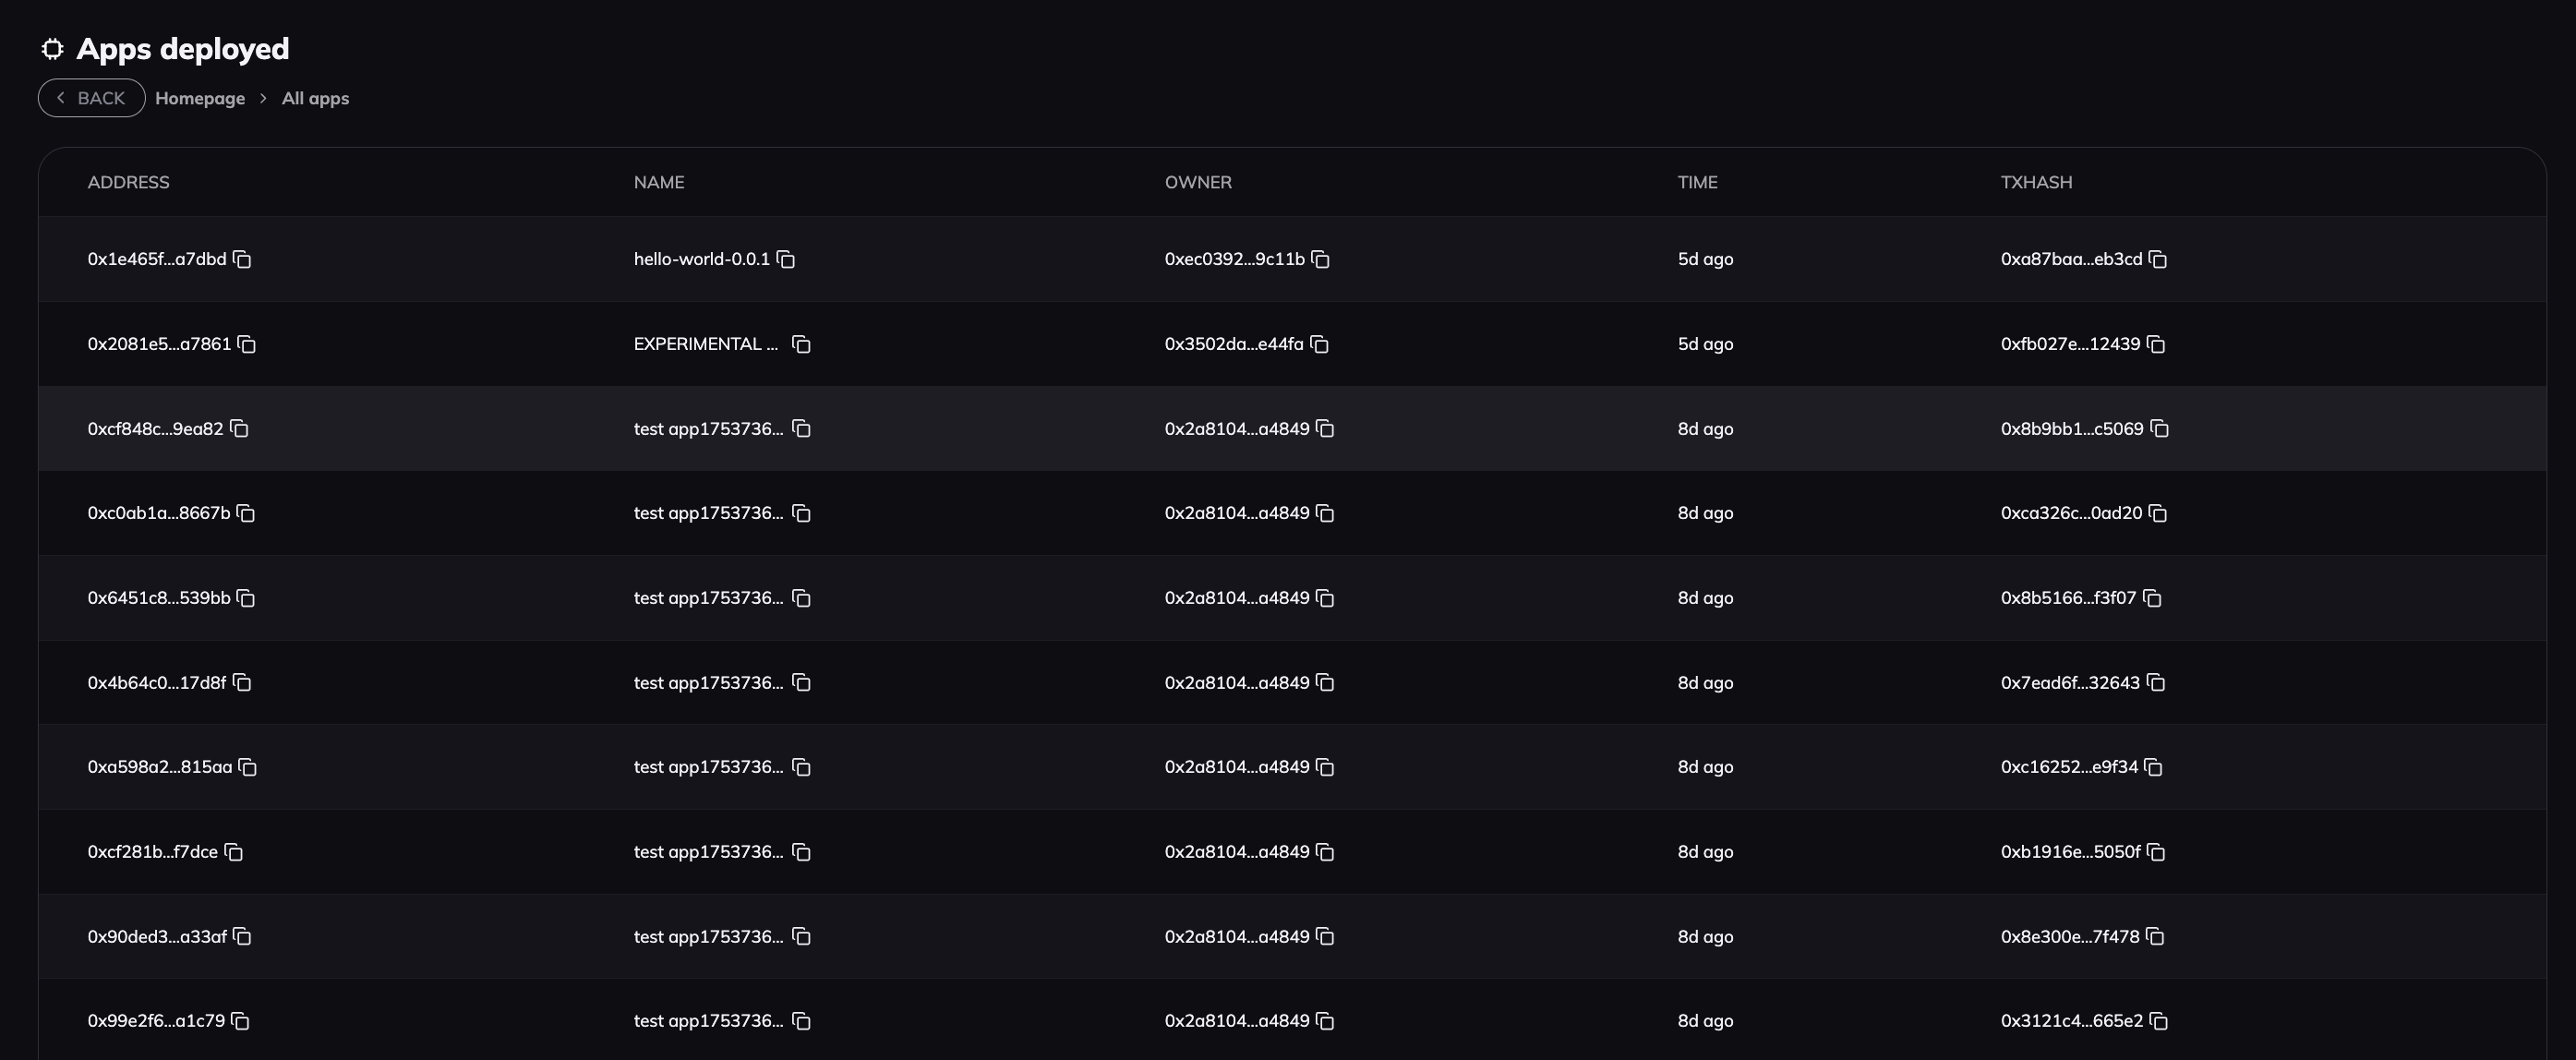 Apps deployed
BACK Homepage > All apps
ADDRESS NAME OWNER TIME TXHASH
0x1e465f...a7dbd hello-world-0.0.1 0xec0392...9c11b 5d ago 0xa87baa...eb3cd
0x2081e5...a7861 EXPERIMENTAL ... 0x3502da...e44fa 5d ago 0xfb027e...12439
0xcf848c...9ea82 test app1753736... 0x2a8104...a4849 8d ago 0x8b9bb1...c5069
0xc0ab1a...8667b test app1753736... 0x2a8104...a4849 8d ago 0xca326c...0ad20
0x6451c8...539bb test app1753736... 0x2a8104...a4849 8d ago 0x8b5166...f3f07
0x4b64c0...17d8f test app1753736... 0x2a8104...a4849 8d ago 0x7ead6f...32643
0xa598a2...815aa test app1753736... 0x2a8104...a4849 8d ago 0xc16252...e9f34
0xcf281b...f7dce test app1753736... 0x2a8104...a4849 8d ago 0xb1916e...5050f
0x90ded3...a33af test app1753736... 0x2a8104...a4849 8d ago 0x8e300e...7f478
0x99e2f6...a1c79 test app1753736... 0x2a8104...a4849 8d ago 0x3121c4...665e2